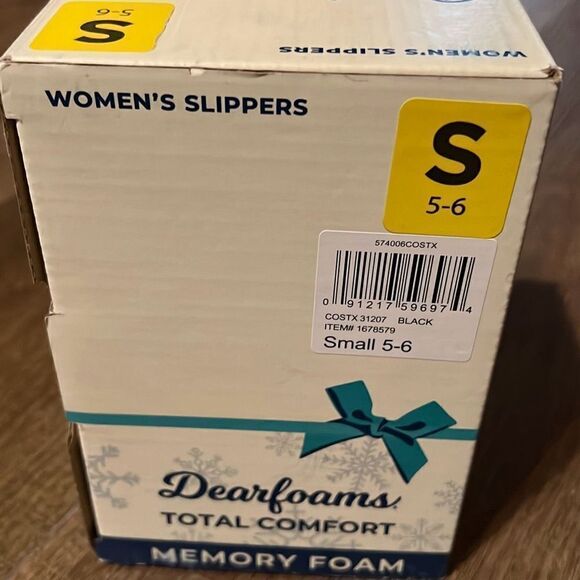 S
5-6
WOMEN'S SLIPPERS
WOMEN'S SLIPPERS
S
5-6
574006COSTX
0 91217 59697 4
COSTX 31207 BLACK
ITEM# 1678579
Small 5-6
Dearfoams
TOTAL COMFORT
MEMORY FOAM